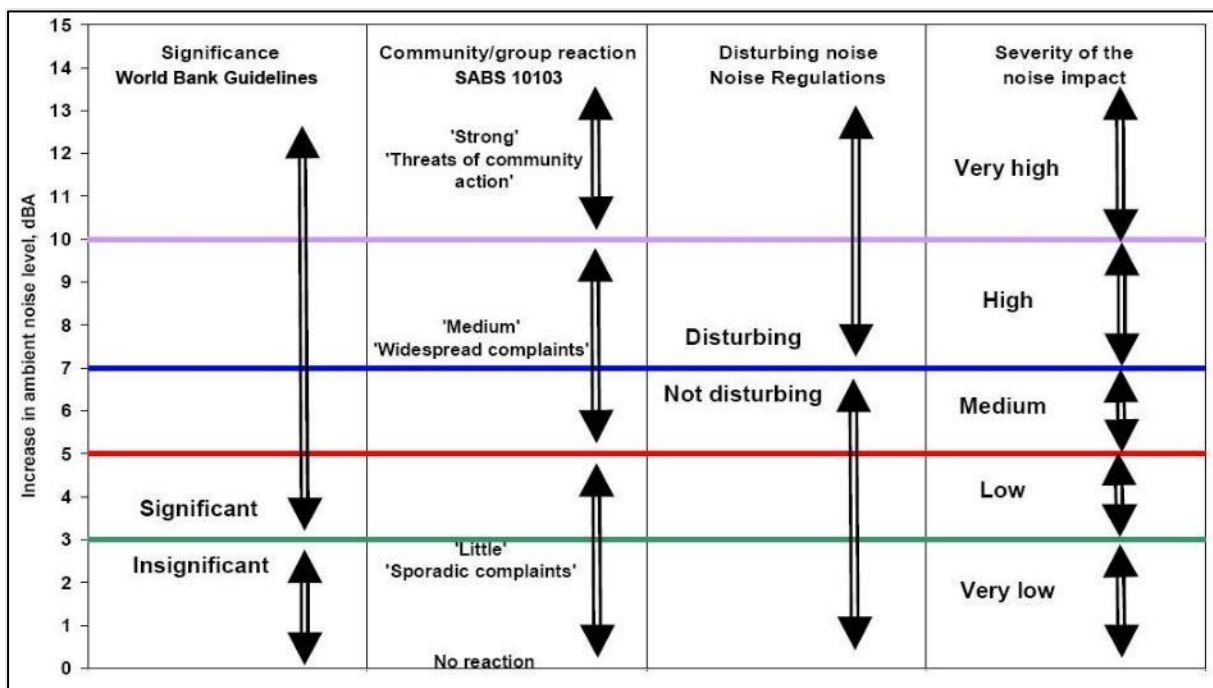 Increase in ambient noise level, dBA
15
14
13
12
11
10
9
8
7
6
5
4
3
2
1
0
Significance
World Bank Guidelines
Significant
Insignificant
Community/group reaction
SABS 10103
'Strong'
'Threats of community
action'
'Medium'
'Widespread complaints'
'Little'
'Sporadic complaints'
No reaction
Disturbing noise
Noise Regulations
Disturbing
Not disturbing
Severity of the
noise impact
Very high
High
Medium
Low
Very low